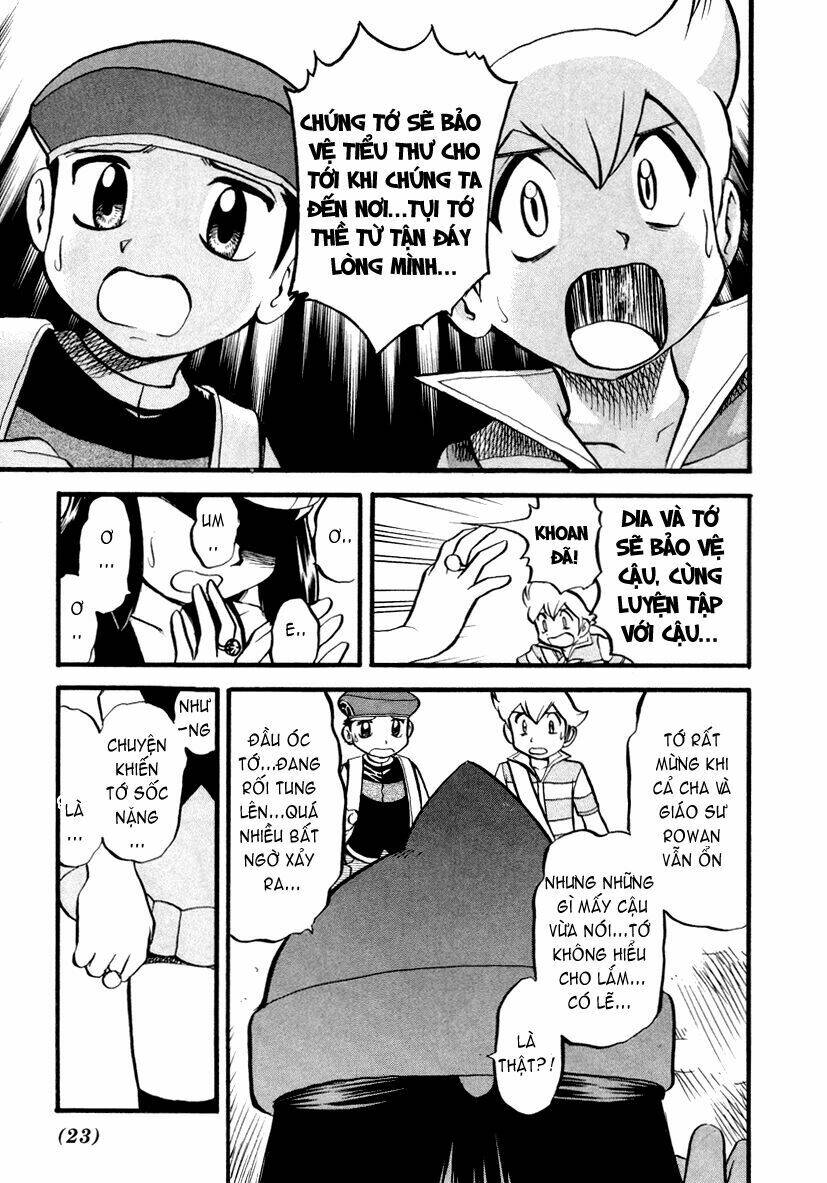 CHÚNG TỚ SẼ BẢO
VỆ TIỂU THƯ CHO
TỚI KHI CHÚNG TA
ĐẾN NƠI...TỤI TỚ
THỀ TỪ TẬN ĐÁY
LÒNG MÌNH...
DIA VÀ TỚ
SẼ BẢO VỆ
CẬU, CÙNG
LUYỆN TẬP
VỚI CẬU...
KHOAN
ĐÃ!
Ơ..
UM
..
E..
Ơ
...
Ơ
..
TỚ RẤT
MỪNG KHI
CẢ CHA VÀ
GIÁO SƯ
ROWAN
VẪN ỔN
NHƯNG NHỮNG
GÌ MẤY CẬU
VỪA NÓI...TỚ
KHÔNG HIỂU
CHO LẮM...
CÓ LẼ...
LÀ
THẬT?!
ĐẦU ÓC
TỚ...ĐANG
RỐI TUNG
LÊN...QUÁ
NHIỀU BẤT
NGỜ XẢY
RA...
NHƯ
-NG
CHUYỆN
KHIẾN
TỚ SỐC
NẶNG
...
LÀ
...
(23)